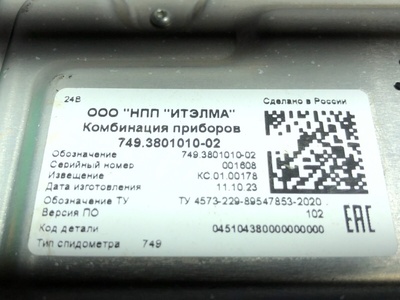 24В
Сделано в России
ООО "НПП "ИТЭЛМА"
Комбинация приборов
749.3801010-02
Обозначение 749.3801010-02
Серийный номер 001608
Извещение КС.01.00178
Дата изготовления 11.10.23
Обозначение ТУ ТУ 4573-229-89547853-2020
Версия ПО 102
Код детали 045104380000000000
Тип спидометра 749
EAC